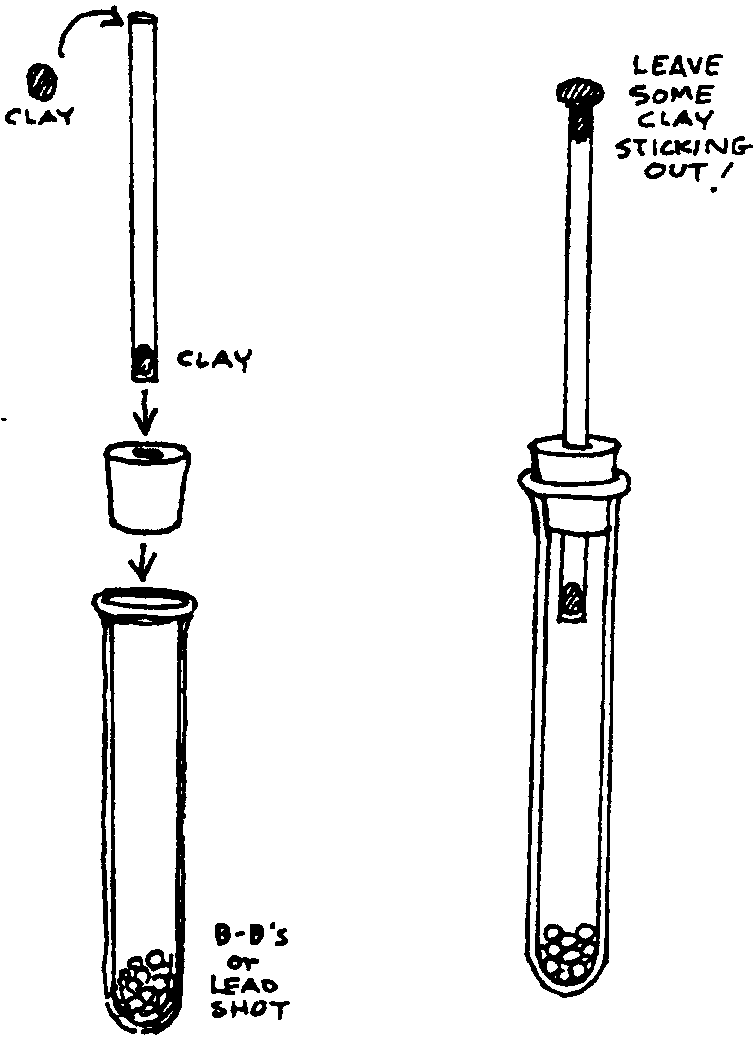 CLAY
CLAY
B-B's
or
LEAD
SHOT
LEAVE
SOME
CLAY
STICKING
OUT!